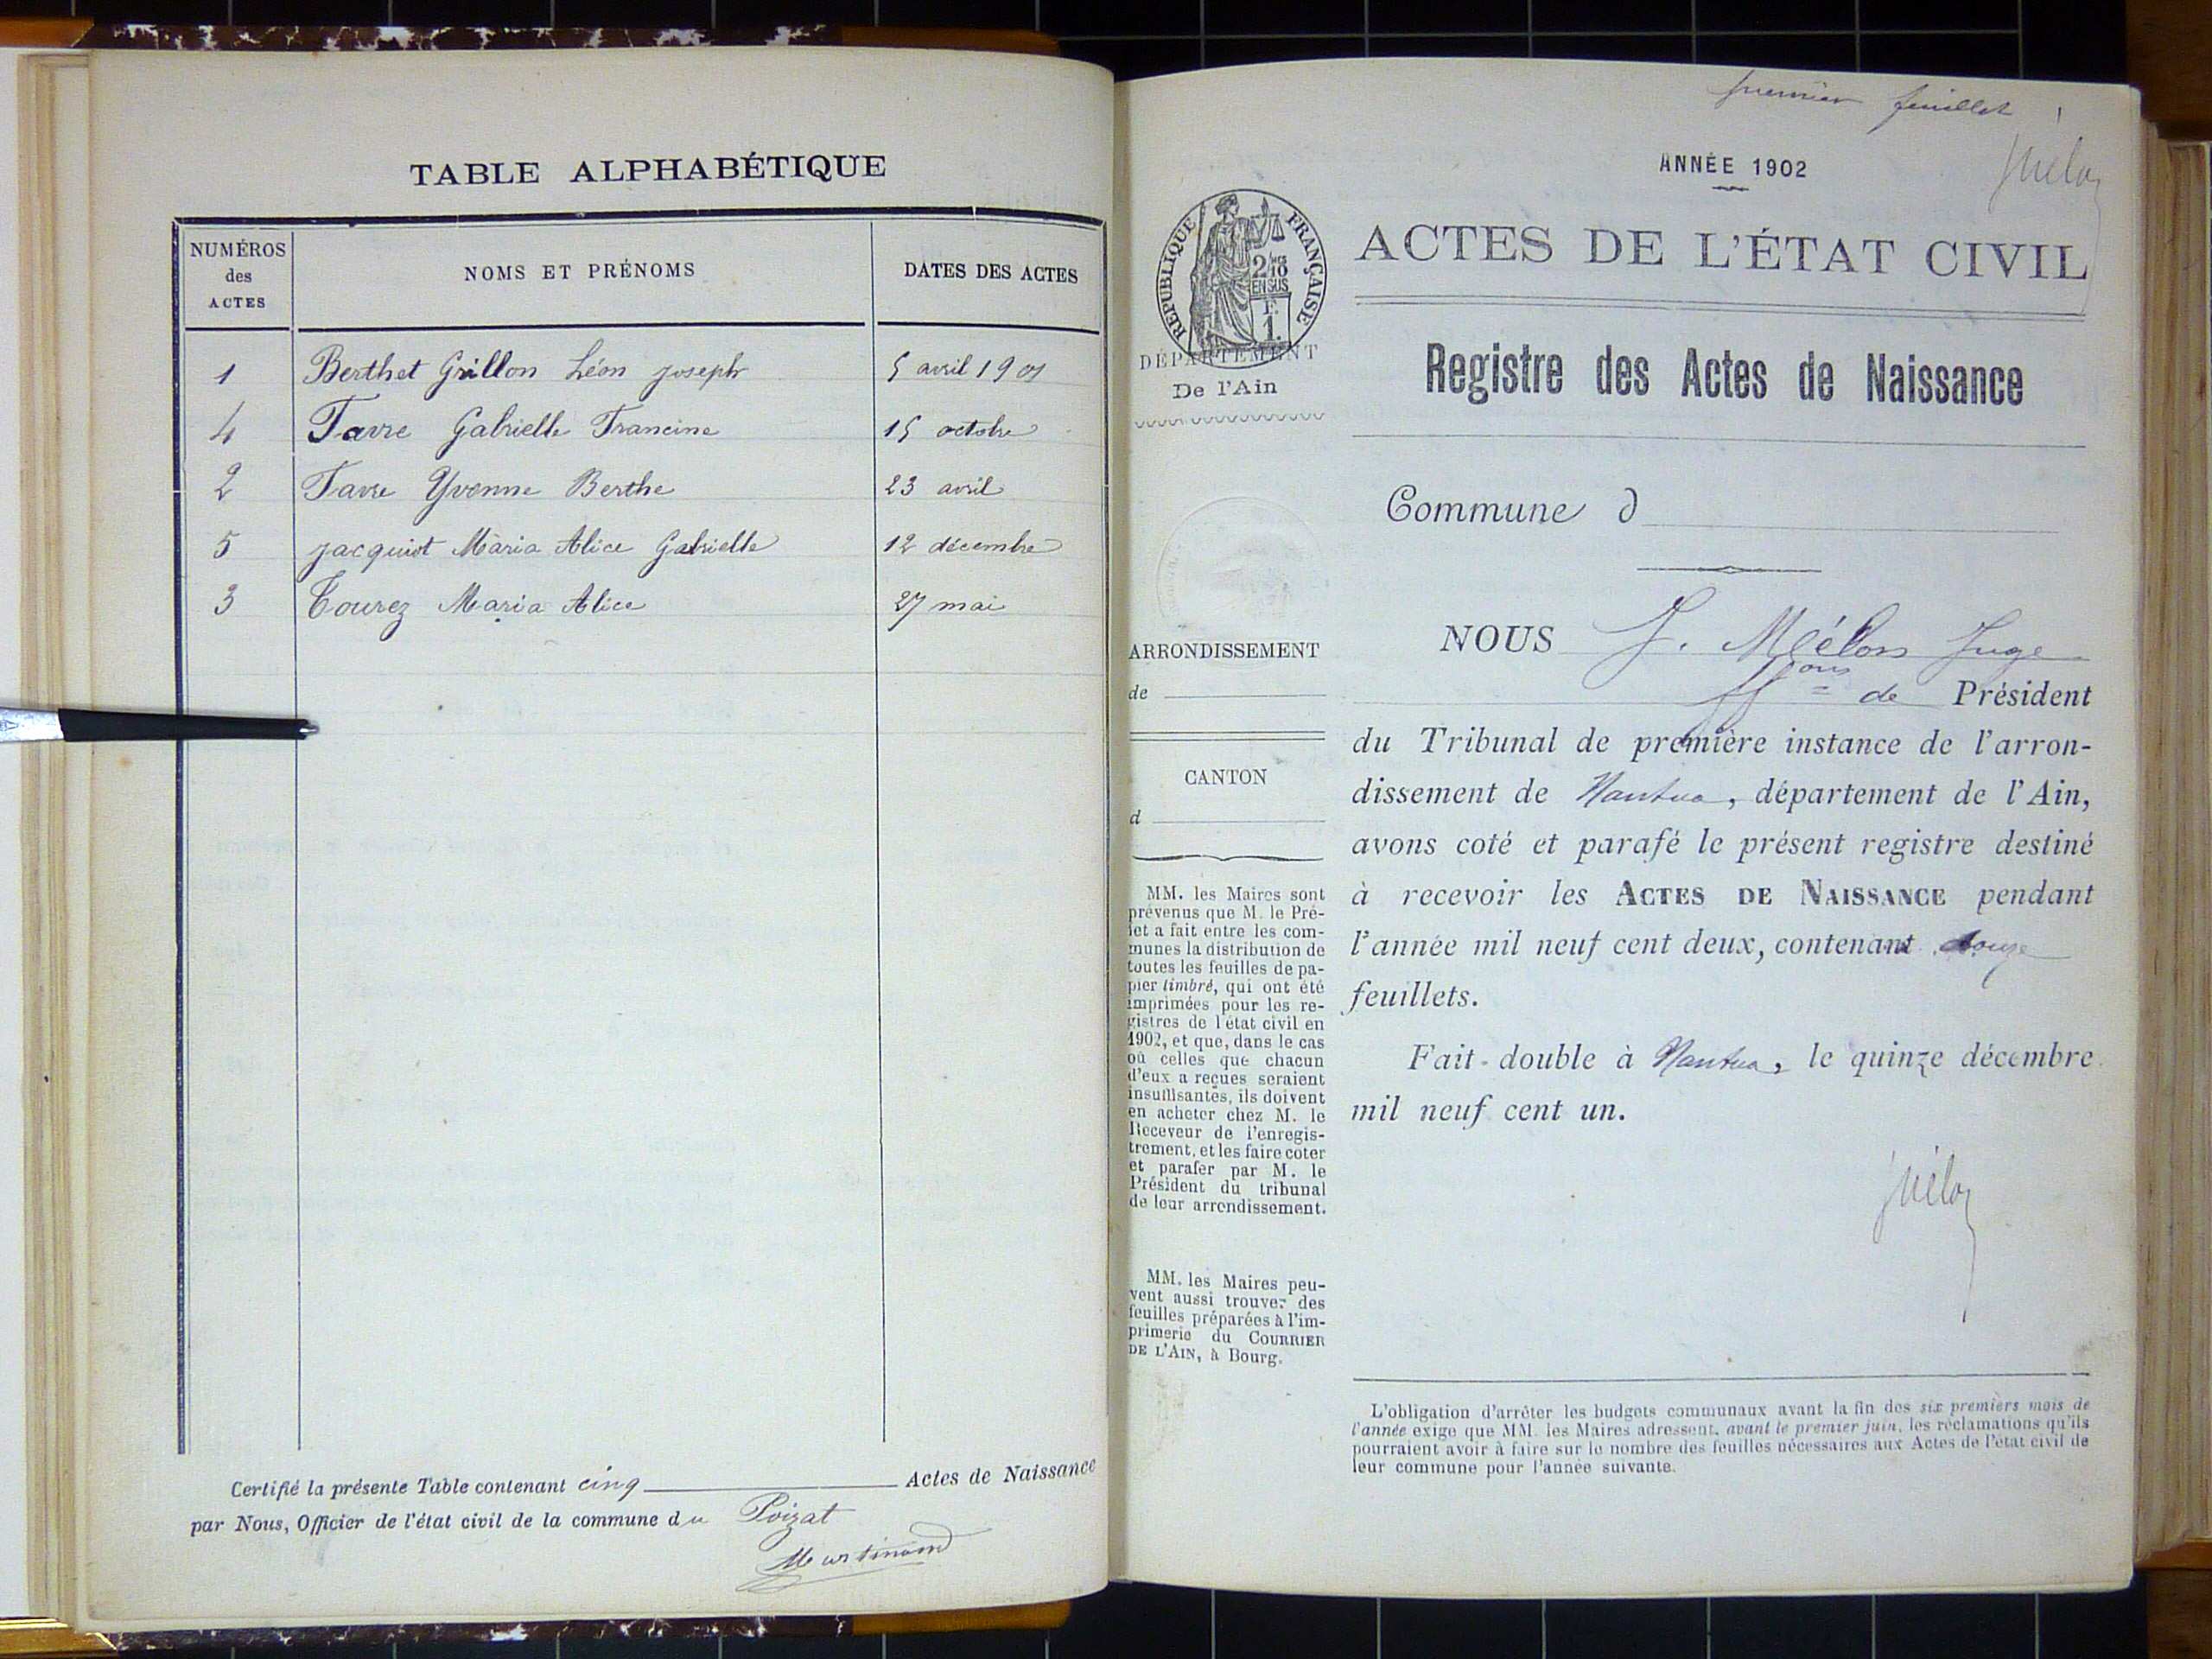 TABLE ALPHABÉTIQUE
NUMÉROS
des
ACTES
NOMS ET PRÉNOMS
DATES DES ACTES
1 Berthet Grillon Léon joseph 5 avril 1901
4 Favre Gabrielle Francine 15 octobre
2 Favre Yvonne Berthe 23 avril
5 jacquiot Maria Alice Gabrielle 12 décembre
3 Tourez Maria Alice 27 mai
Certifié la présente Table contenant cinq Actes de Naissance
par Nous, Officier de l'état civil de la commune du Poizat
Martinand
premier feuillet
ANNÉE 1902
ACTES DE L'ÉTAT CIVIL
RÉPUBLIQUE FRANÇAISE
2/10
EN SUS
F.
1.
DÉPARTEMENT
De l'Ain
Registre des Actes de Naissance
Commune d
ARRONDISSEMENT
de
CANTON
d
MM. les Maires sont
prévenus que M. le Pré-
fet a fait entre les com-
munes la distribution de
toutes les feuilles de pa-
pier timbré, qui ont été
imprimées pour les re-
gistres de l'état civil en
1902, et que, dans le cas
où celles que chacun
d'eux a reçues seraient
insuffisantes, ils doivent
en acheter chez M. le
Receveur de l'enregis-
trement, et les faire coter
et parafer par M. le
Président du tribunal
de leur arrondissement.
MM. les Maires peu-
vent aussi trouver des
feuilles préparées à l'im-
primerie du COURRIER
DE L'AIN, à Bourg.
NOUS J. Juge
ffons de Président
du Tribunal de première instance de l'arron-
dissement de Nantua, département de l'Ain,
avons coté et parafé le présent registre destiné
à recevoir les ACTES DE NAISSANCE pendant
l'année mil neuf cent deux, contenant douze
feuillets.
Fait double à Nantua, le quinze décembre
mil neuf cent un.
L'obligation d'arrêter les budgets communaux avant la fin des six premiers mois de
l'année exige que MM. les Maires adressent, avant le premier juin, les réclamations qu'ils
pourraient avoir à faire sur le nombre des feuilles nécessaires aux Actes de l'état civil de
leur commune pour l'année suivante.